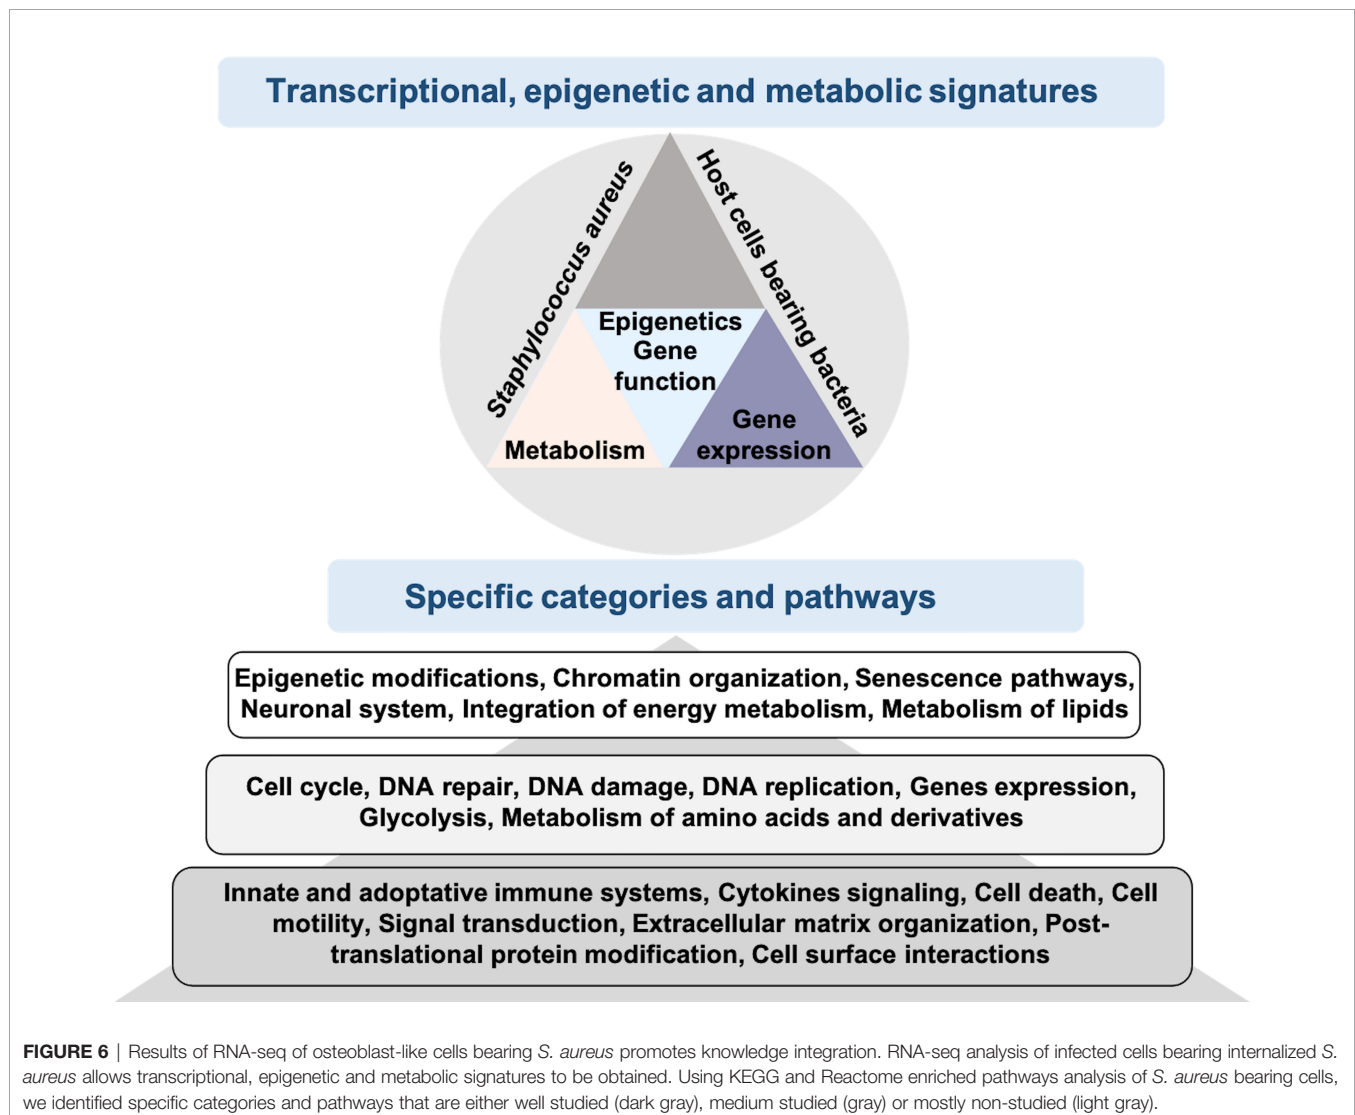 Transcriptional, epigenetic and metabolic signatures
Staphylococcus aureus
Host cells bearing bacteria
Epigenetics
Gene
function
Metabolism
Gene
expression
Specific categories and pathways
Epigenetic modifications, Chromatin organization, Senescence pathways,
Neuronal system, Integration of energy metabolism, Metabolism of lipids
Cell cycle, DNA repair, DNA damage, DNA replication, Genes expression,
Glycolysis, Metabolism of amino acids and derivatives
Innate and adoptative immune systems, Cytokines signaling, Cell death, Cell
motility, Signal transduction, Extracellular matrix organization, Post-
translational protein modification, Cell surface interactions
FIGURE 6 | Results of RNA-seq of osteoblast-like cells bearing S. aureus promotes knowledge integration. RNA-seq analysis of infected cells bearing internalized S.
aureus allows transcriptional, epigenetic and metabolic signatures to be obtained. Using KEGG and Reactome enriched pathways analysis of S. aureus bearing cells,
we identified specific categories and pathways that are either well studied (dark gray), medium studied (gray) or mostly non-studied (light gray).